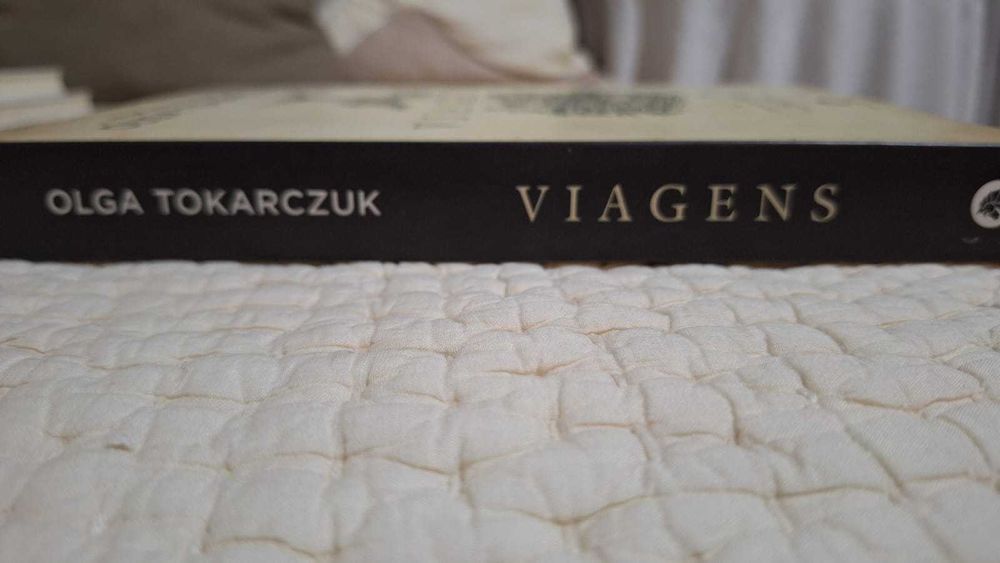 OLGA TOKARCZUK VIAGENS